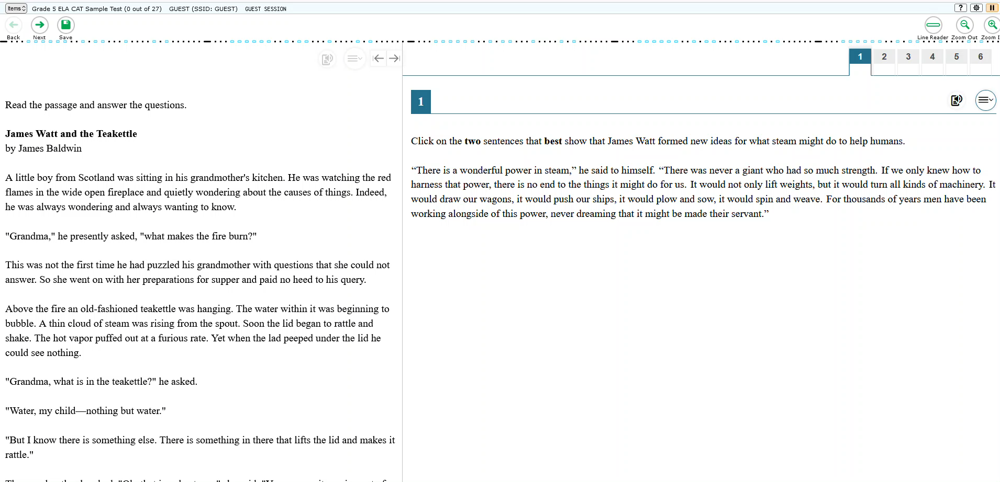 Items Grade 5 ELA CAT Sample Test (0 out of 27) GUEST (SSID: GUEST) GUEST SESSION ?
Back Next Save Line Reader Zoom Out Zoom I
1 2 3 4 5 6
Read the passage and answer the questions.
James Watt and the Teakettle
by James Baldwin
A little boy from Scotland was sitting in his grandmother's kitchen. He was watching the red
flames in the wide open fireplace and quietly wondering about the causes of things. Indeed,
he was always wondering and always wanting to know.
"Grandma," he presently asked, "what makes the fire burn?"
This was not the first time he had puzzled his grandmother with questions that she could not
answer. So she went on with her preparations for supper and paid no heed to his query.
Above the fire an old-fashioned teakettle was hanging. The water within it was beginning to
bubble. A thin cloud of steam was rising from the spout. Soon the lid began to rattle and
shake. The hot vapor puffed out at a furious rate. Yet when the lad peeped under the lid he
could see nothing.
"Grandma, what is in the teakettle?" he asked.
"Water, my child—nothing but water."
"But I know there is something else. There is something in there that lifts the lid and makes it
rattle."
1
Click on the two sentences that best show that James Watt formed new ideas for what steam might do to help humans.
“There is a wonderful power in steam,” he said to himself. “There was never a giant who had so much strength. If we only knew how to
harness that power, there is no end to the things it might do for us. It would not only lift weights, but it would turn all kinds of machinery. It
would draw our wagons, it would push our ships, it would plow and sow, it would spin and weave. For thousands of years men have been
working alongside of this power, never dreaming that it might be made their servant.”